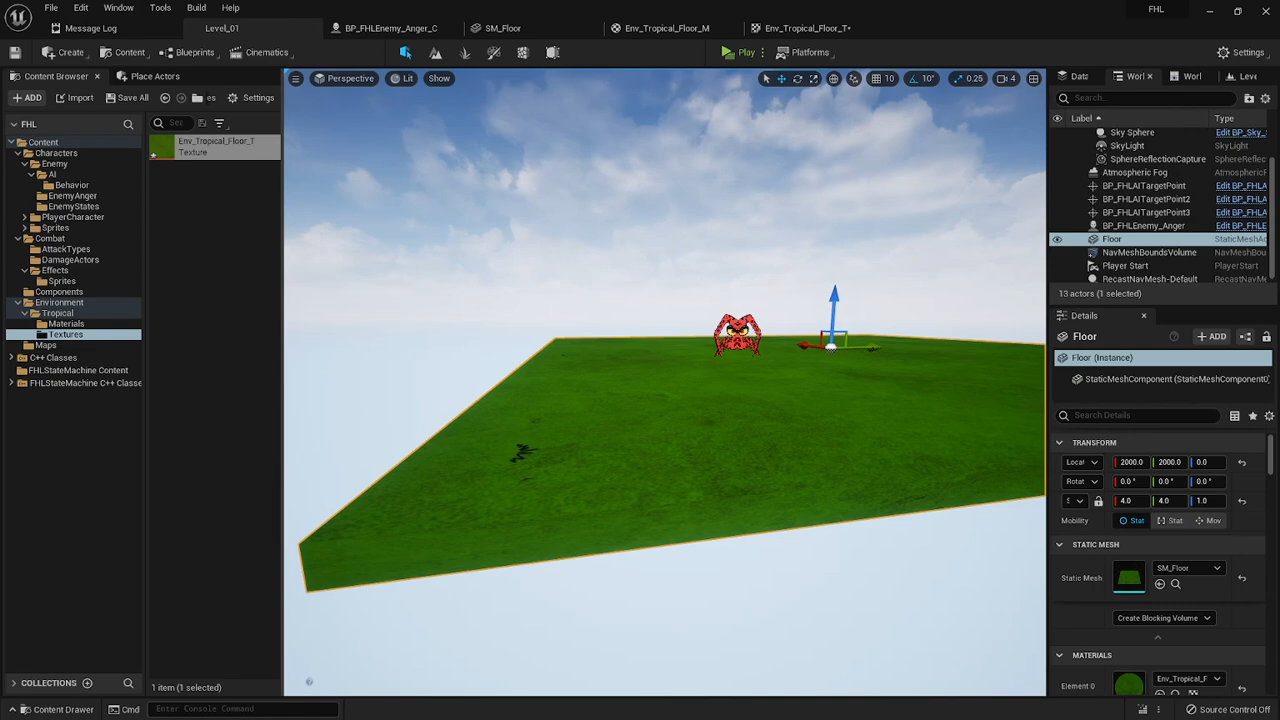 File Edit Window Tools Build Help
FHL
Message Log
Level_01
BP_FHLEnemy_Anger_C
SM_Floor
Env_Tropical_Floor_M
Env_Tropical_Floor_T*
Create Content Blueprints Cinematics Play Platforms Settings
Content Browser Place Actors
ADD Import Save All es Settings
FHL
Content
Characters
Enemy
AI
Behavior
EnemyAnger
EnemyStates
PlayerCharacter
Sprites
Combat
AttackTypes
DamageActors
Effects
Sprites
Components
Environment
Tropical
Materials
Textures
Maps
C++ Classes
FHLStateMachine Content
FHLStateMachine C++ Classe
COLLECTIONS
Sea
Env_Tropical_Floor_T
Texture
1 item (1 selected)
Perspective Lit Show
10 10° 0.25 4
Data Worl Worl Leve
Search...
Label Type
Sky Sphere Edit BP_Sky_
SkyLight SkyLight
SphereReflectionCapture SphereReflec
Atmospheric Fog AtmosphericF
BP_FHLAITargetPoint Edit BP_FHLA
BP_FHLAITargetPoint2 Edit BP_FHLA
BP_FHLAITargetPoint3 Edit BP_FHLA
BP_FHLEnemy_Anger Edit BP_FHLE
Floor StaticMeshAc
NavMeshBoundsVolume NavMeshBou
Player Start PlayerStart
RecastNavMesh-Default RecastNavMe
13 actors (1 selected)
Details
Floor ADD
Floor (Instance)
StaticMeshComponent (StaticMeshComponent0)
Search Details
TRANSFORM
Locat 2000.0 2000.0 0.0
Rotat 0.0 ° 0.0 ° 0.0 °
S 4.0 4.0 1.0
Mobility Stat Stat Mov
STATIC MESH
Static Mesh SM_Floor
Create Blocking Volume
MATERIALS
Element 0 Env_Tropical_F
Content Drawer Cmd Enter Console Command Source Control Off